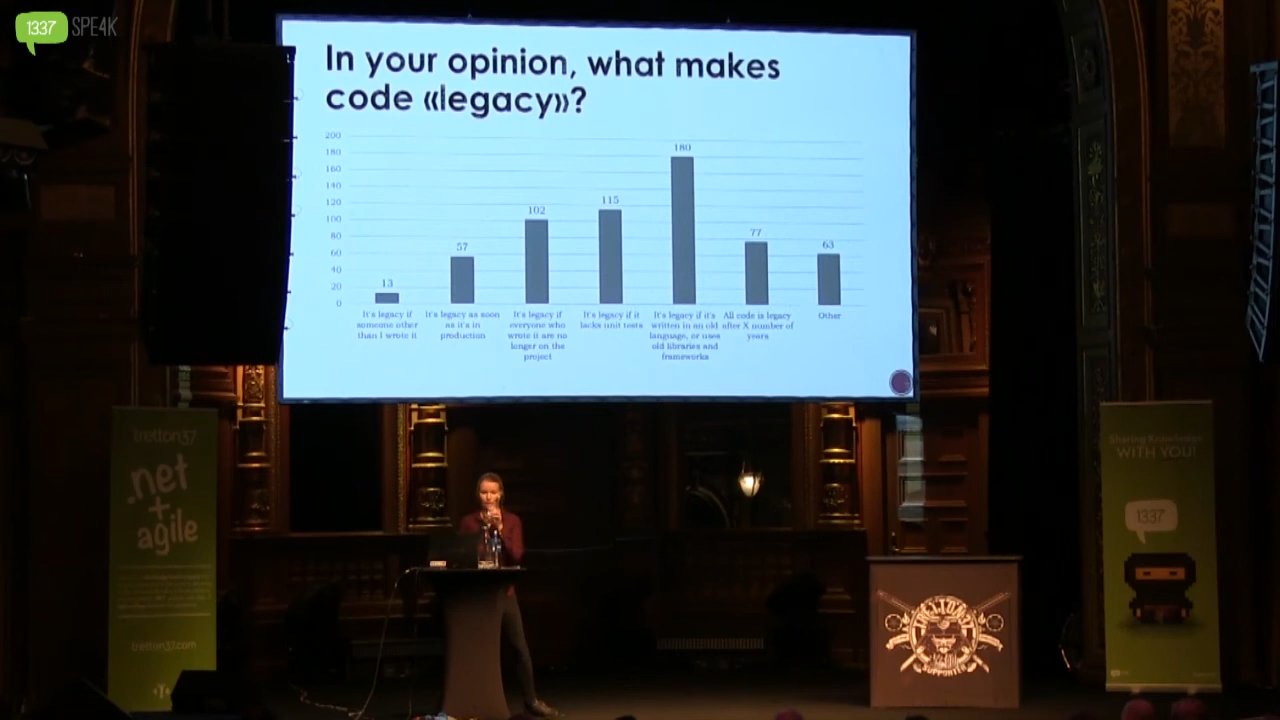 1337 SPE4K
In your opinion, what makes
code «legacy»?
200
180
160
140
120
100
80
60
40
20
0
13
57
102
115
180
77
63
It's legacy if
someone other
than I wrote it
It's legacy as soon
as it's in
production
It's legacy if
everyone who
wrote it are no
longer on the
project
It's legacy if it
lacks unit tests
It's legacy if it's
written in an old
language, or uses
old libraries and
frameworks
All code is legacy
after X number of
years
Other
tretton37
.net
+
agile
tretton37.com
Sharing Knowledge
WITH YOU!
1337
TRETTON37
SUPPORTER